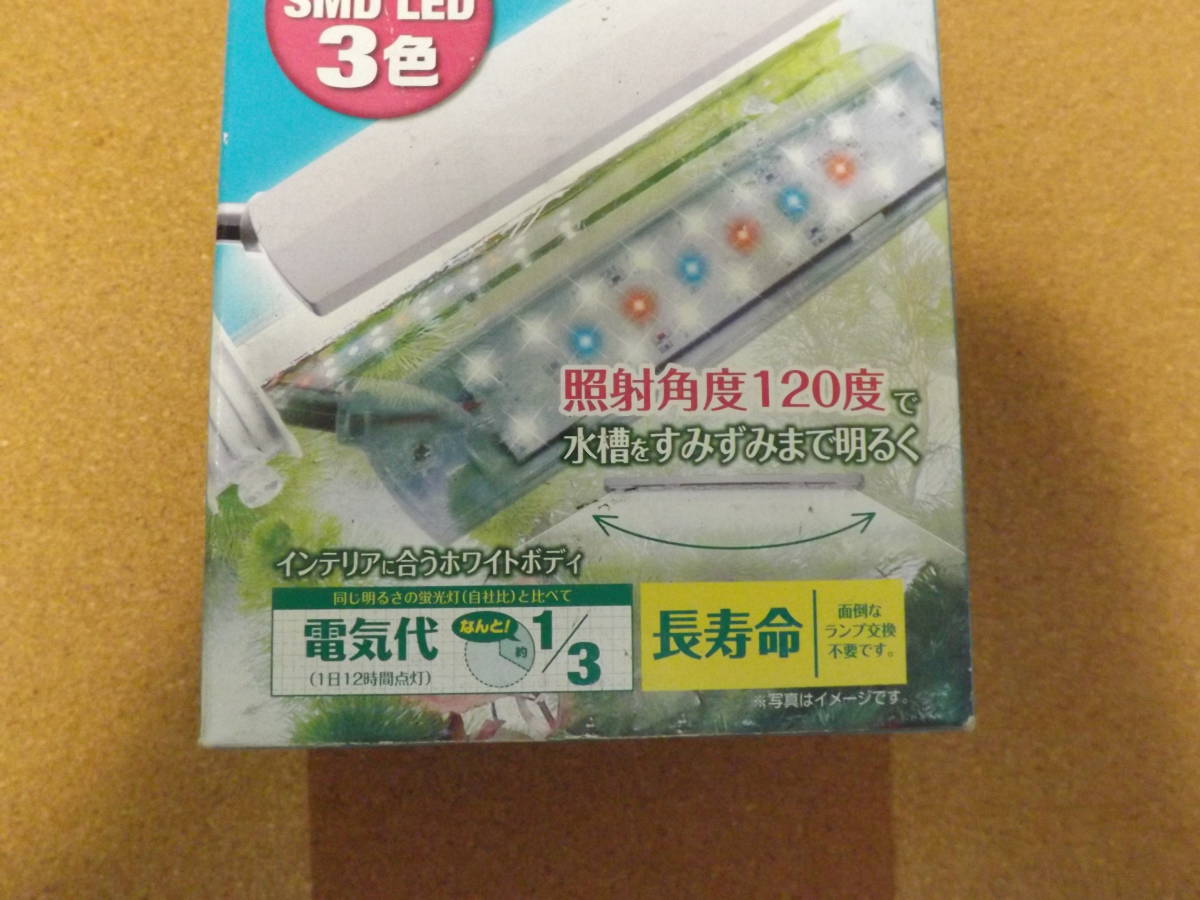 SMD LED
3色
照射角度120度で
水槽をすみずみまで明るく
インテリアに合うホワイトボディ
同じ明るさの蛍光灯(自社比)と比べて
電気代
(1日12時間点灯)
なんと!
約
1/3
長寿命
面倒な
ランプ交換
不要です。
※写真はイメージです。